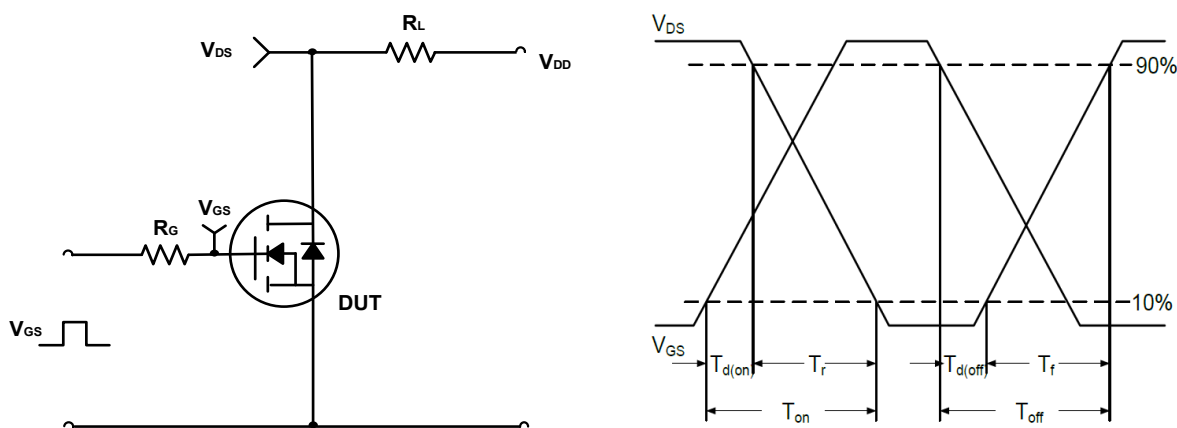 RL
VDS
VDD
VGS
RG
DUT
VGS
VDS
90%
10%
VGS
Td(on)
Tr
Td(off)
Tf
Ton
Toff